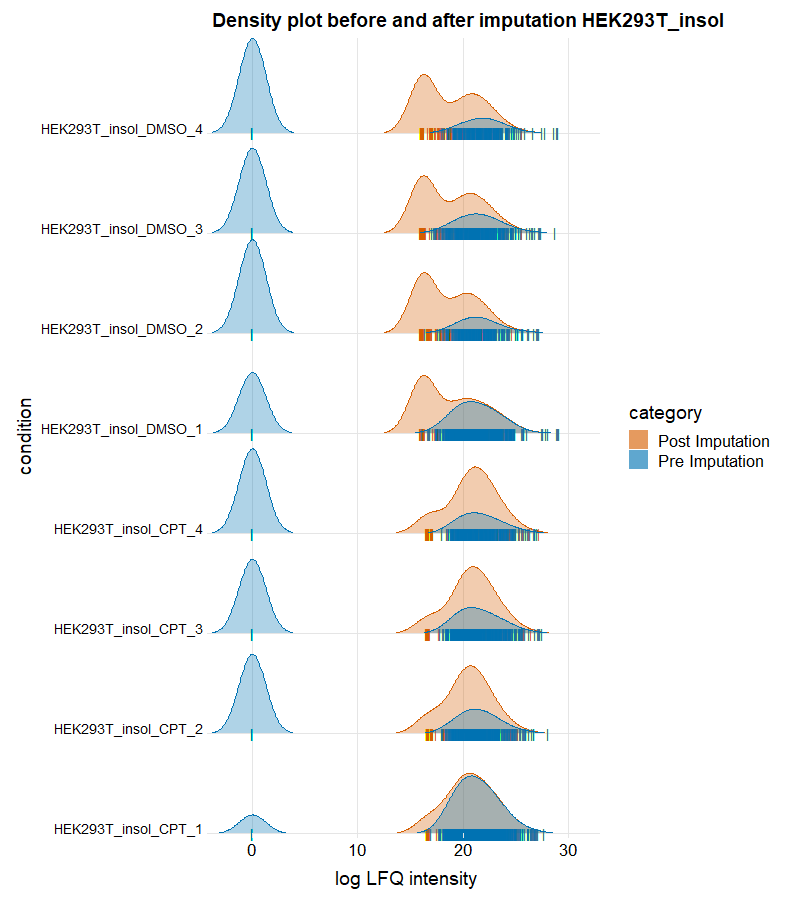 Density plot before and after imputation HEK293T_insol
HEK293T_insol_DMSO_4
HEK293T_insol_DMSO_3
HEK293T_insol_DMSO_2
HEK293T_insol_DMSO_1
HEK293T_insol_CPT_4
HEK293T_insol_CPT_3
HEK293T_insol_CPT_2
HEK293T_insol_CPT_1
condition
category
Post Imputation
Pre Imputation
0 10 20 30
log LFQ intensity